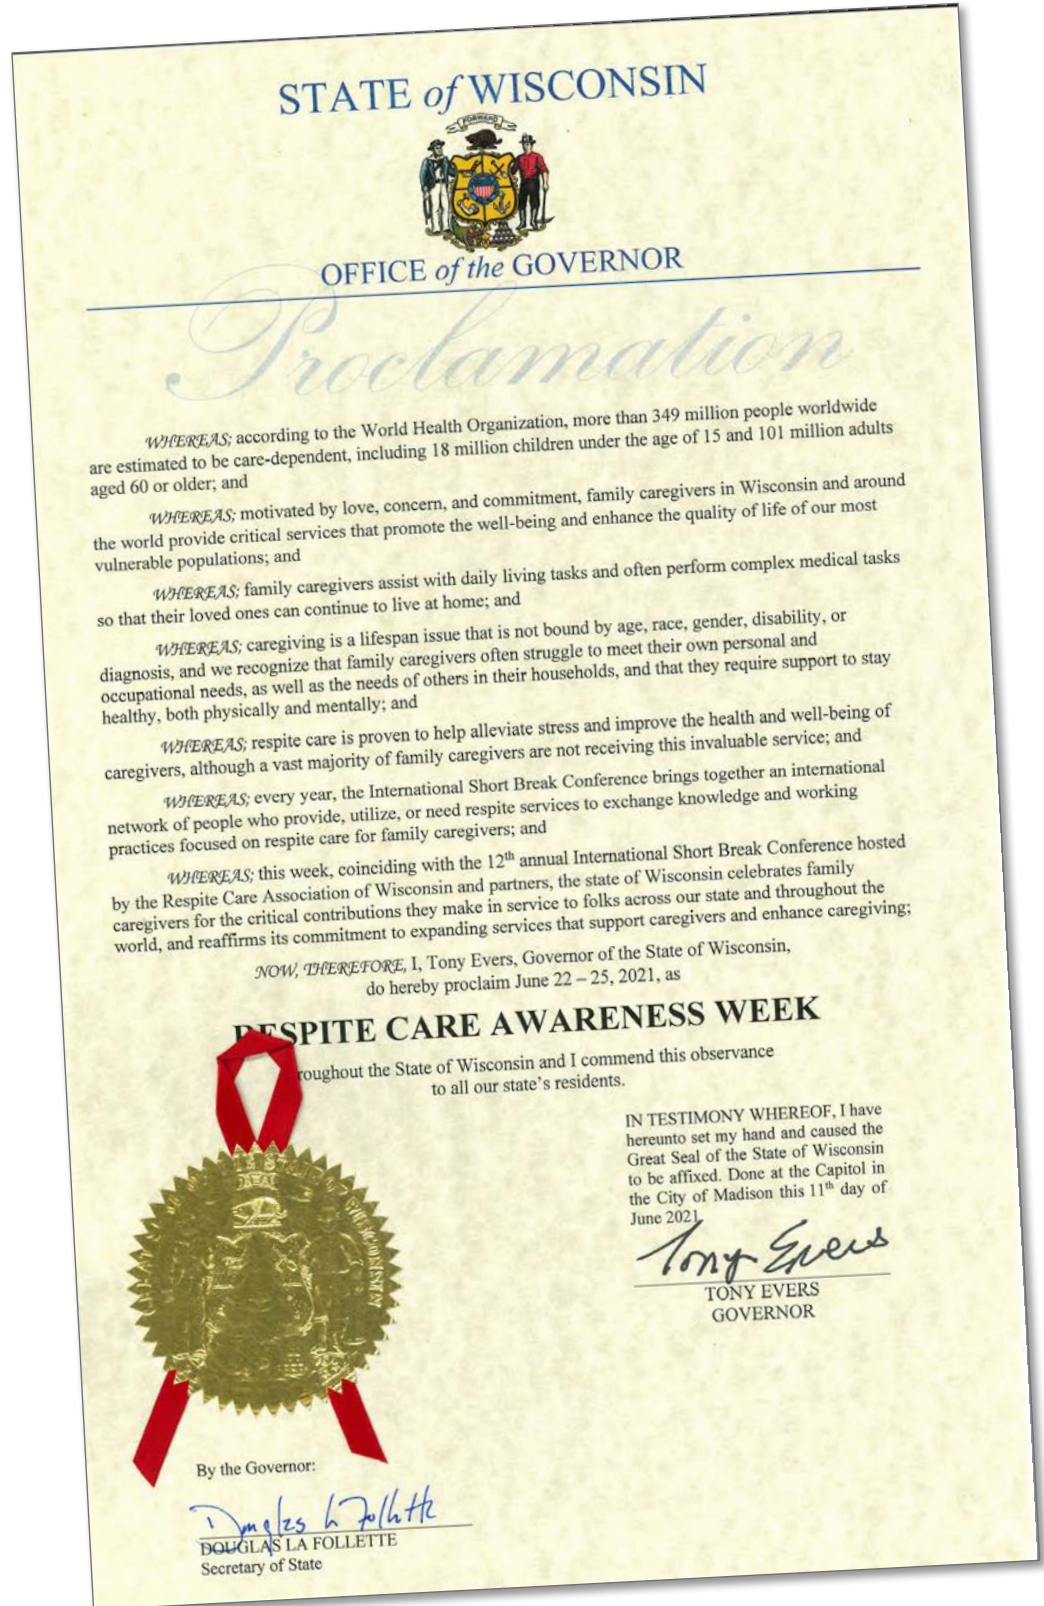 STATE of WISCONSIN
FORWARD
OFFICE of the GOVERNOR
Proclamation
WHEREAS; according to the World Health Organization, more than 349 million people worldwide
are estimated to be care-dependent, including 18 million children under the age of 15 and 101 million adults
aged 60 or older; and
WHEREAS; motivated by love, concern, and commitment, family caregivers in Wisconsin and around
the world provide critical services that promote the well-being and enhance the quality of life of our most
vulnerable populations; and
WHEREAS; family caregivers assist with daily living tasks and often perform complex medical tasks
so that their loved ones can continue to live at home; and
WHEREAS; caregiving is a lifespan issue that is not bound by age, race, gender, disability, or
diagnosis, and we recognize that family caregivers often struggle to meet their own personal and
occupational needs, as well as the needs of others in their households, and that they require support to stay
healthy, both physically and mentally; and
WHEREAS; respite care is proven to help alleviate stress and improve the health and well-being of
caregivers, although a vast majority of family caregivers are not receiving this invaluable service; and
WHEREAS; every year, the International Short Break Conference brings together an international
network of people who provide, utilize, or need respite services to exchange knowledge and working
practices focused on respite care for family caregivers; and
WHEREAS; this week, coinciding with the 12th annual International Short Break Conference hosted
by the Respite Care Association of Wisconsin and partners, the state of Wisconsin celebrates family
caregivers for the critical contributions they make in service to folks across our state and throughout the
world, and reaffirms its commitment to expanding services that support caregivers and enhance caregiving;
NOW, THEREFORE, I, Tony Evers, Governor of the State of Wisconsin,
do hereby proclaim June 22 – 25, 2021, as
RESPITE CARE AWARENESS WEEK
roughout the State of Wisconsin and I commend this observance
to all our state's residents.
IN TESTIMONY WHEREOF, I have
hereunto set my hand and caused the
Great Seal of the State of Wisconsin
to be affixed. Done at the Capitol in
the City of Madison this 11th day of
June 2021
Tony Evers
TONY EVERS
GOVERNOR
By the Governor:
Douglas La Follette
DOUGLAS LA FOLLETTE
Secretary of State